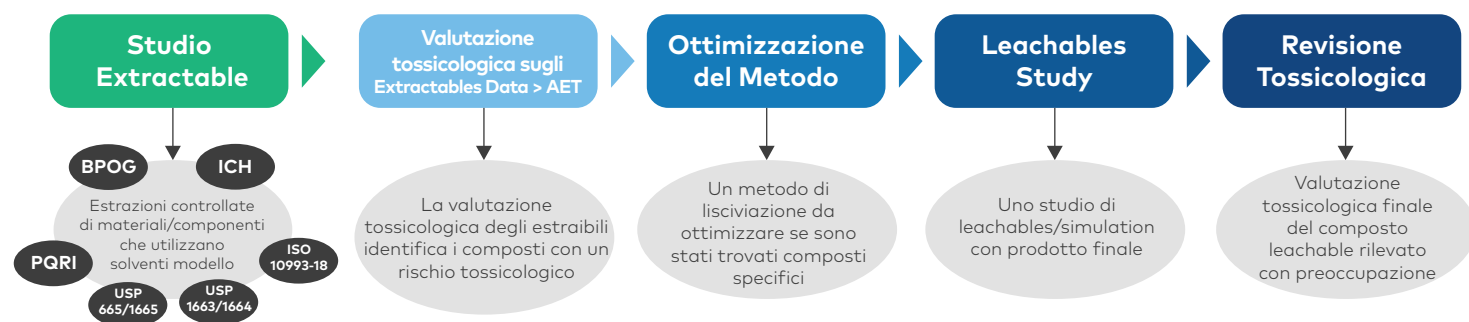 Studio
Extractable
Valutazione
tossicologica sugli
Extractables Data > AET
Ottimizzazione
del Metodo
Leachables
Study
Revisione
Tossicologica
BPOG
ICH
Estrazioni controllate
di materiali/componenti
che utilizzano
solventi modello
PQRI
ISO
10993-18
USP
665/1665
USP
1663/1664
La valutazione
tossicologica degli estraibili
identifica i composti con un
rischio tossicologico
Un metodo di
lisciviazione da
ottimizzare se sono
stati trovati composti
specifici
Uno studio di
leachables/simulation
con prodotto finale
Valutazione
tossicologica finale
del composto
leachable rilevato
con preoccupazione